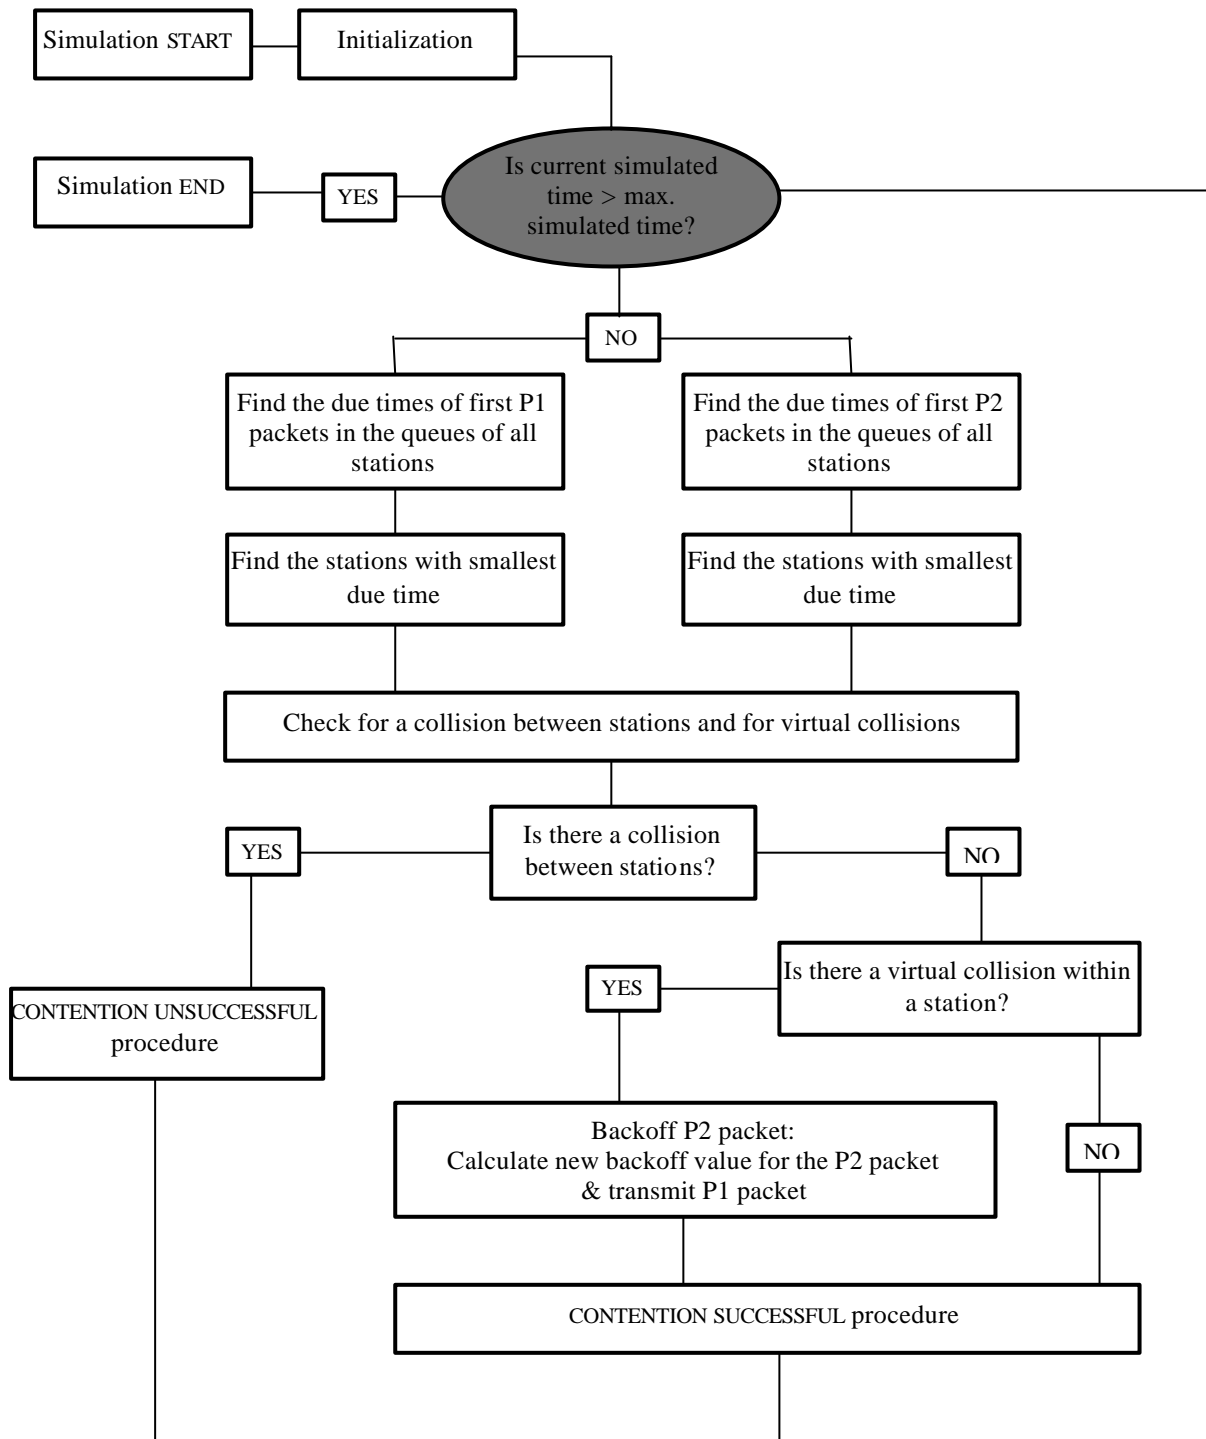 Simulation START
Initialization
Is current simulated
time > max.
simulated time?
Simulation END
YES
NO
Find the due times of first P1
packets in the queues of all
stations
Find the due times of first P2
packets in the queues of all
stations
Find the stations with smallest
due time
Find the stations with smallest
due time
Check for a collision between stations and for virtual collisions
Is there a collision
between stations?
YES
NO
Is there a virtual collision within
a station?
YES
CONTENTION UNSUCCESSFUL
procedure
Backoff P2 packet:
Calculate new backoff value for the P2 packet
& transmit P1 packet
NO
CONTENTION SUCCESSFUL procedure